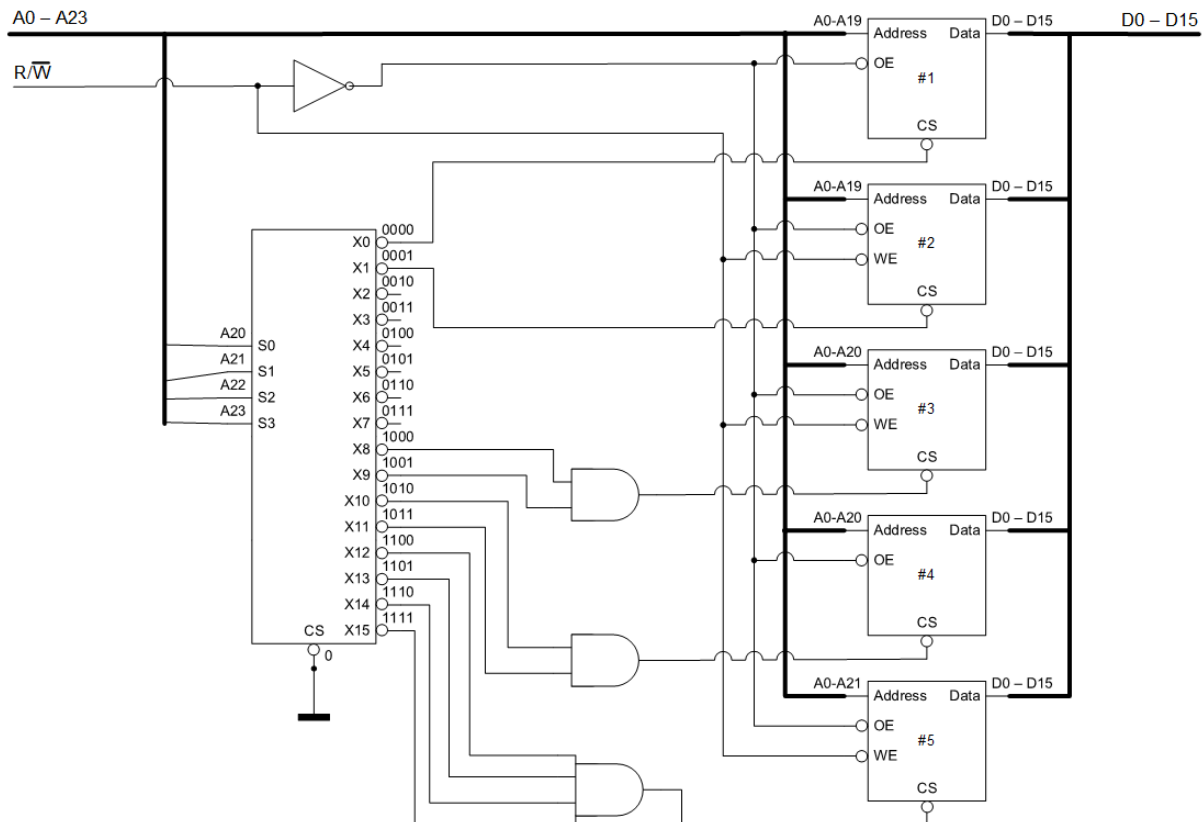 A0 – A23
D0 – D15
R/W̅
A0-A19
Address
Data
D0 – D15
OE
#1
CS
A0-A19
Address
Data
D0 – D15
OE
#2
WE
CS
A0-A20
Address
Data
D0 – D15
OE
#3
WE
CS
A0-A20
Address
Data
D0 – D15
OE
#4
CS
A0-A21
Address
Data
D0 – D15
OE
#5
WE
CS
A20
S0
A21
S1
A22
S2
A23
S3
X0
0000
X1
0001
X2
0010
X3
0011
X4
0100
X5
0101
X6
0110
X7
0111
X8
1000
X9
1001
X10
1010
X11
1011
X12
1100
X13
1101
X14
1110
X15
1111
CS
0